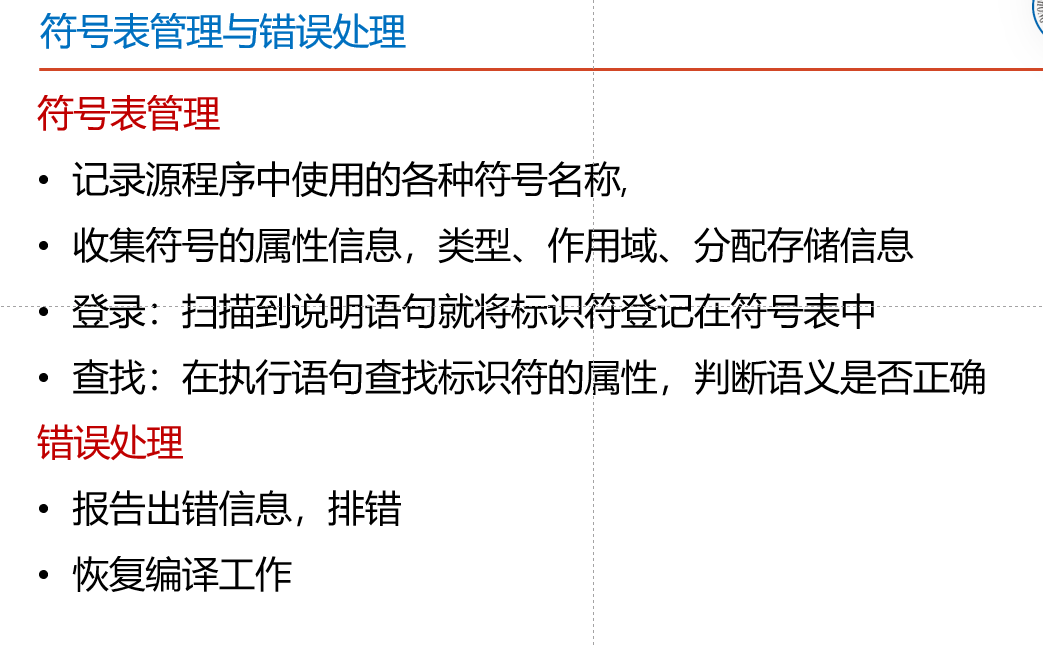 符号表管理与错误处理
符号表管理
• 记录源程序中使用的各种符号名称,
• 收集符号的属性信息，类型、作用域、分配存储信息
• 登录：扫描到说明语句就将标识符登记在符号表中
• 查找：在执行语句查找标识符的属性，判断语义是否正确
错误处理
• 报告出错信息，排错
• 恢复编译工作